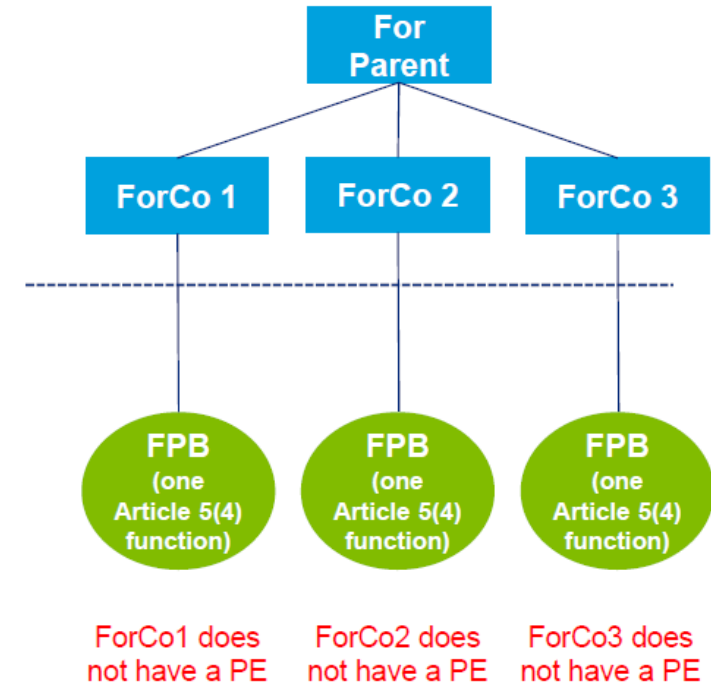 For
Parent
ForCo 1
ForCo 2
ForCo 3
FPB
(one
Article 5(4)
function)
FPB
(one
Article 5(4)
function)
FPB
(one
Article 5(4)
function)
ForCo1 does
not have a PE
ForCo2 does
not have a PE
ForCo3 does
not have a PE